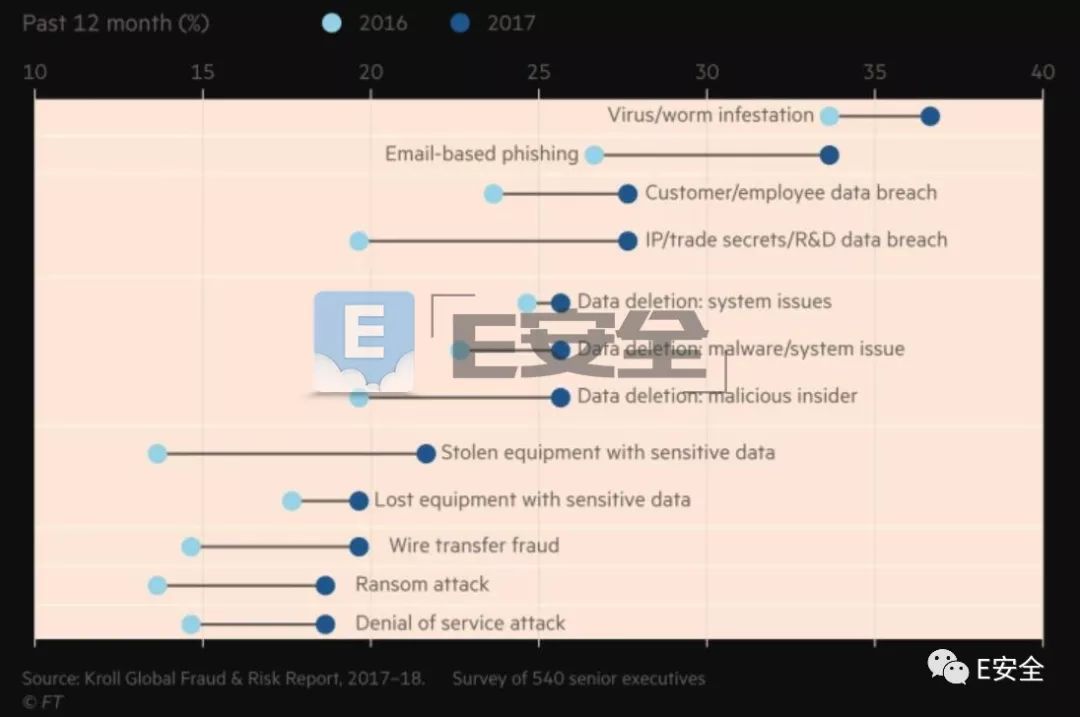 Past 12 month (%) 2016 2017
10 15 20 25 30 35 40
Virus/worm infestation
Email-based phishing
Customer/employee data breach
IP/trade secrets/R&D data breach
Data deletion: system issues
E
E安全
Data deletion: malware/system issue
Data deletion: malicious insider
Stolen equipment with sensitive data
Lost equipment with sensitive data
Wire transfer fraud
Ransom attack
Denial of service attack
Source: Kroll Global Fraud & Risk Report, 2017–18. Survey of 540 senior executives
© FT
E安全